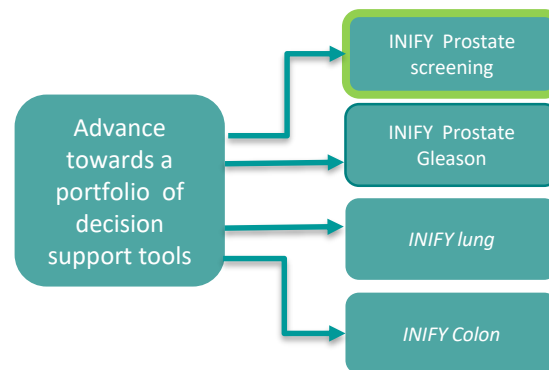 INIFY Prostate
screening
Advance
towards a
portfolio of
decision
support tools
INIFY Prostate
Gleason
INIFY lung
INIFY Colon